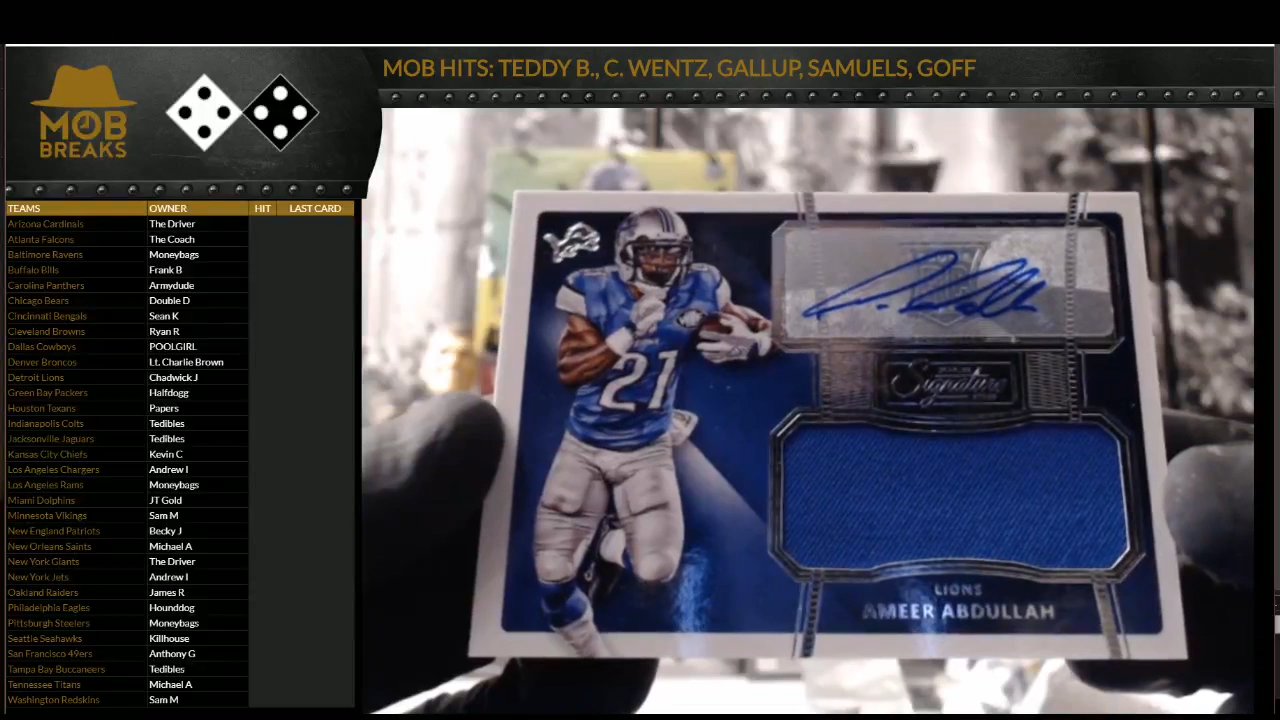 MOB HITS: TEDDY B., C. WENTZ, GALLUP, SAMUELS, GOFF
MOB
BREAKS
TEAMS OWNER HIT LAST CARD
Arizona Cardinals The Driver
Atlanta Falcons The Coach
Baltimore Ravens Moneybags
Buffalo Bills Frank B
Carolina Panthers Armydude
Chicago Bears Double D
Cincinnati Bengals Sean K
Cleveland Browns Ryan R
Dallas Cowboys POOLGIRL
Denver Broncos Lt. Charlie Brown
Detroit Lions Chadwick J
Green Bay Packers Halfdogg
Houston Texans Papers
Indianapolis Colts Tedibles
Jacksonville Jaguars Tedibles
Kansas City Chiefs Kevin C
Los Angeles Chargers Andrew I
Los Angeles Rams Moneybags
Miami Dolphins JT Gold
Minnesota Vikings Sam M
New England Patriots Becky J
New Orleans Saints Michael A
New York Giants The Driver
New York Jets Andrew I
Oakland Raiders James R
Philadelphia Eagles Hounddog
Pittsburgh Steelers Moneybags
Seattle Seahawks Killhouse
San Francisco 49ers Anthony G
Tampa Bay Buccaneers Tedibles
Tennessee Titans Michael A
Washington Redskins Sam M
21
21
Signature
LIONS
AMEER ABDULLAH